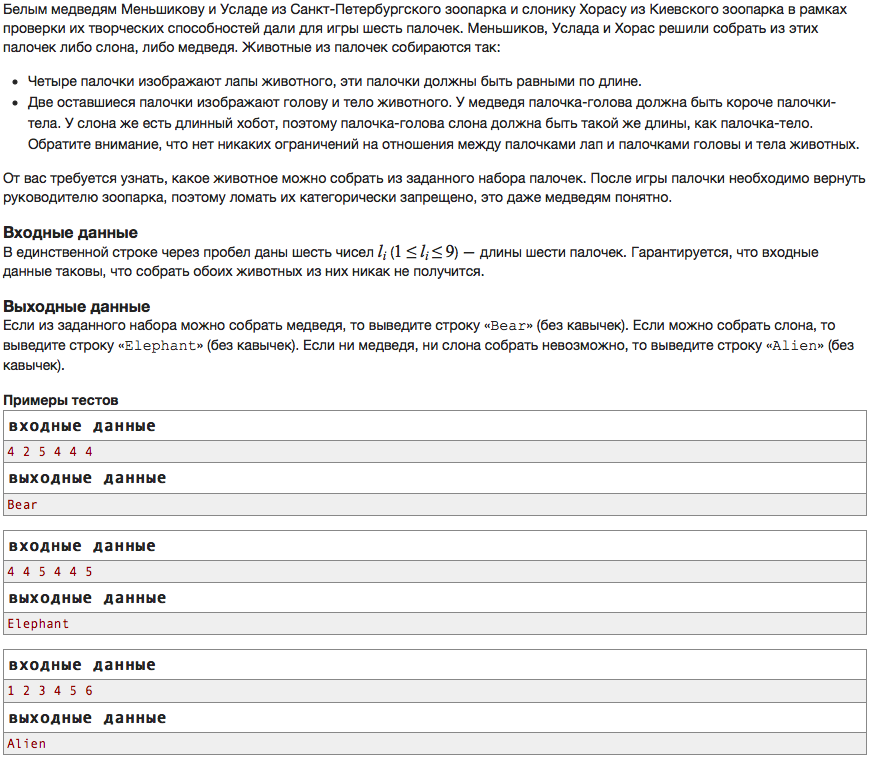 Белым медведям Меньшикову и Усладе из Санкт-Петербургского зоопарка и слонику Хорасу из Киевского зоопарка в рамках
проверки их творческих способностей дали для игры шесть палочек. Меньшиков, Услада и Хорас решили собрать из этих
палочек либо слона, либо медведя. Животные из палочек собираются так:
• Четыре палочки изображают лапы животного, эти палочки должны быть равными по длине.
• Две оставшиеся палочки изображают голову и тело животного. У медведя палочка-голова должна быть короче палочки-
тела. У слона же есть длинный хобот, поэтому палочка-голова слона должна быть такой же длины, как палочка-тело.
Обратите внимание, что нет никаких ограничений на отношения между палочками лап и палочками головы и тела животных.
От вас требуется узнать, какое животное можно собрать из заданного набора палочек. После игры палочки необходимо вернуть
руководителю зоопарка, поэтому ломать их категорически запрещено, это даже медведям понятно.
Входные данные
В единственной строке через пробел даны шесть чисел lᵢ (1 ≤ lᵢ ≤ 9) — длины шести палочек. Гарантируется, что входные
данные таковы, что собрать обоих животных из них никак не получится.
Выходные данные
Если из заданного набора можно собрать медведя, то выведите строку «Bear» (без кавычек). Если можно собрать слона, то
выведите строку «Elephant» (без кавычек). Если ни медведя, ни слона собрать невозможно, то выведите строку «Alien» (без
кавычек).
Примеры тестов
входные данные
4 2 5 4 4 4
выходные данные
Bear
входные данные
4 4 5 4 4 5
выходные данные
Elephant
входные данные
1 2 3 4 5 6
выходные данные
Alien